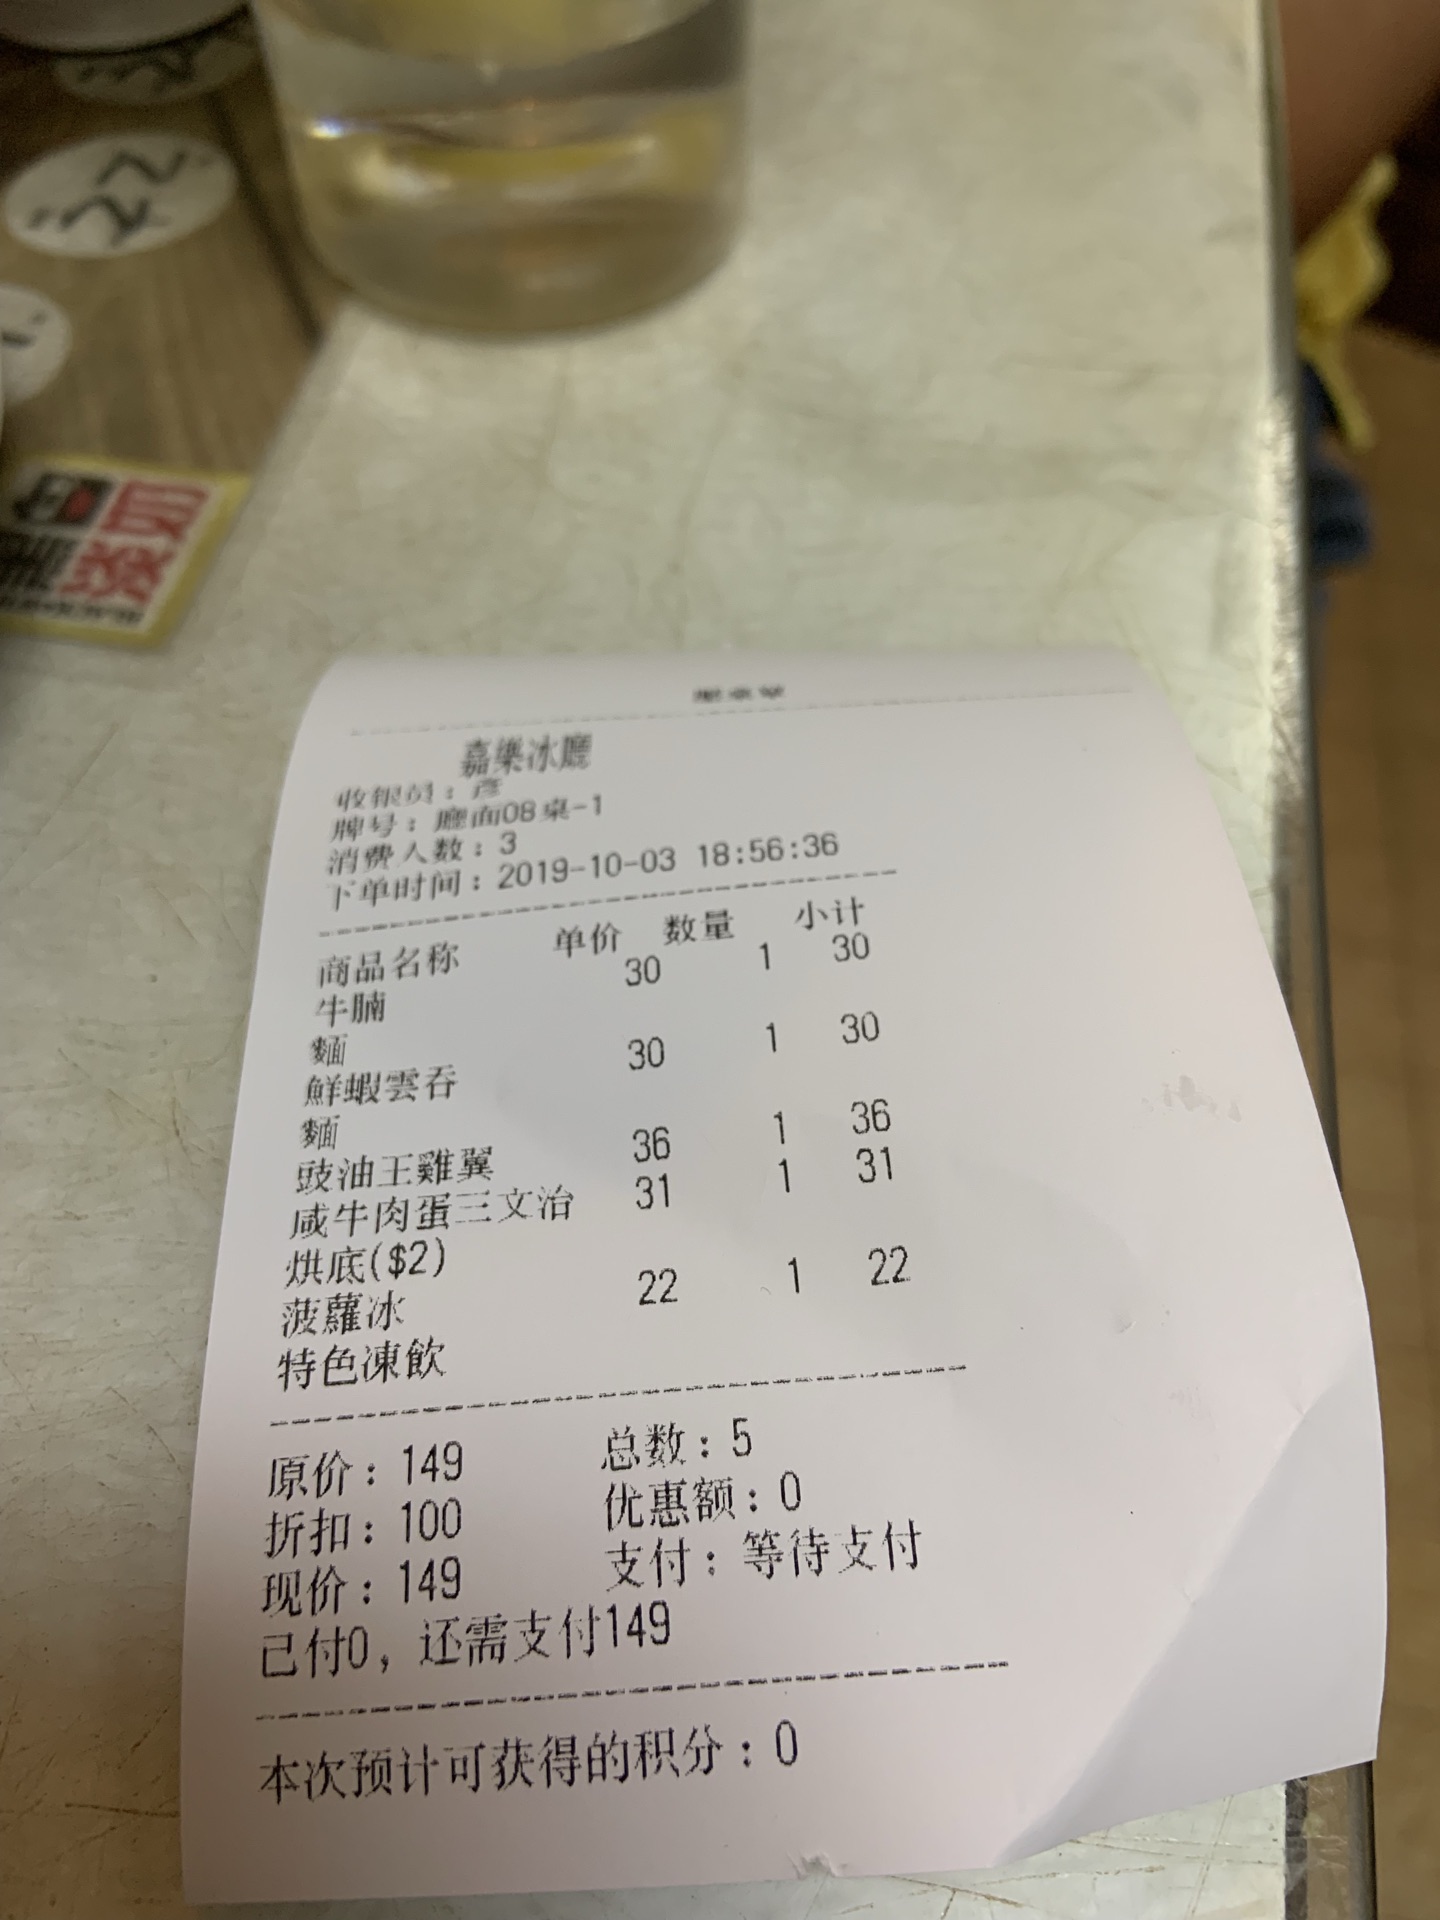 嘉樂冰廳
收银员：彦
牌号：廳面08桌-1
消费人数：3
下单时间：2019-10-03 18:56:36
商品名称 单价 数量 小计
牛腩 30 1 30
麵
鮮蝦雲吞 30 1 30
麵
豉油王雞翼 36 1 36
咸牛肉蛋三文治 31 1 31
烘底($2)
菠蘿冰 22 1 22
特色凍飲
原价：149 总数：5
折扣：100 优惠额：0
现价：149 支付：等待支付
已付0，还需支付149
本次预计可获得的积分：0